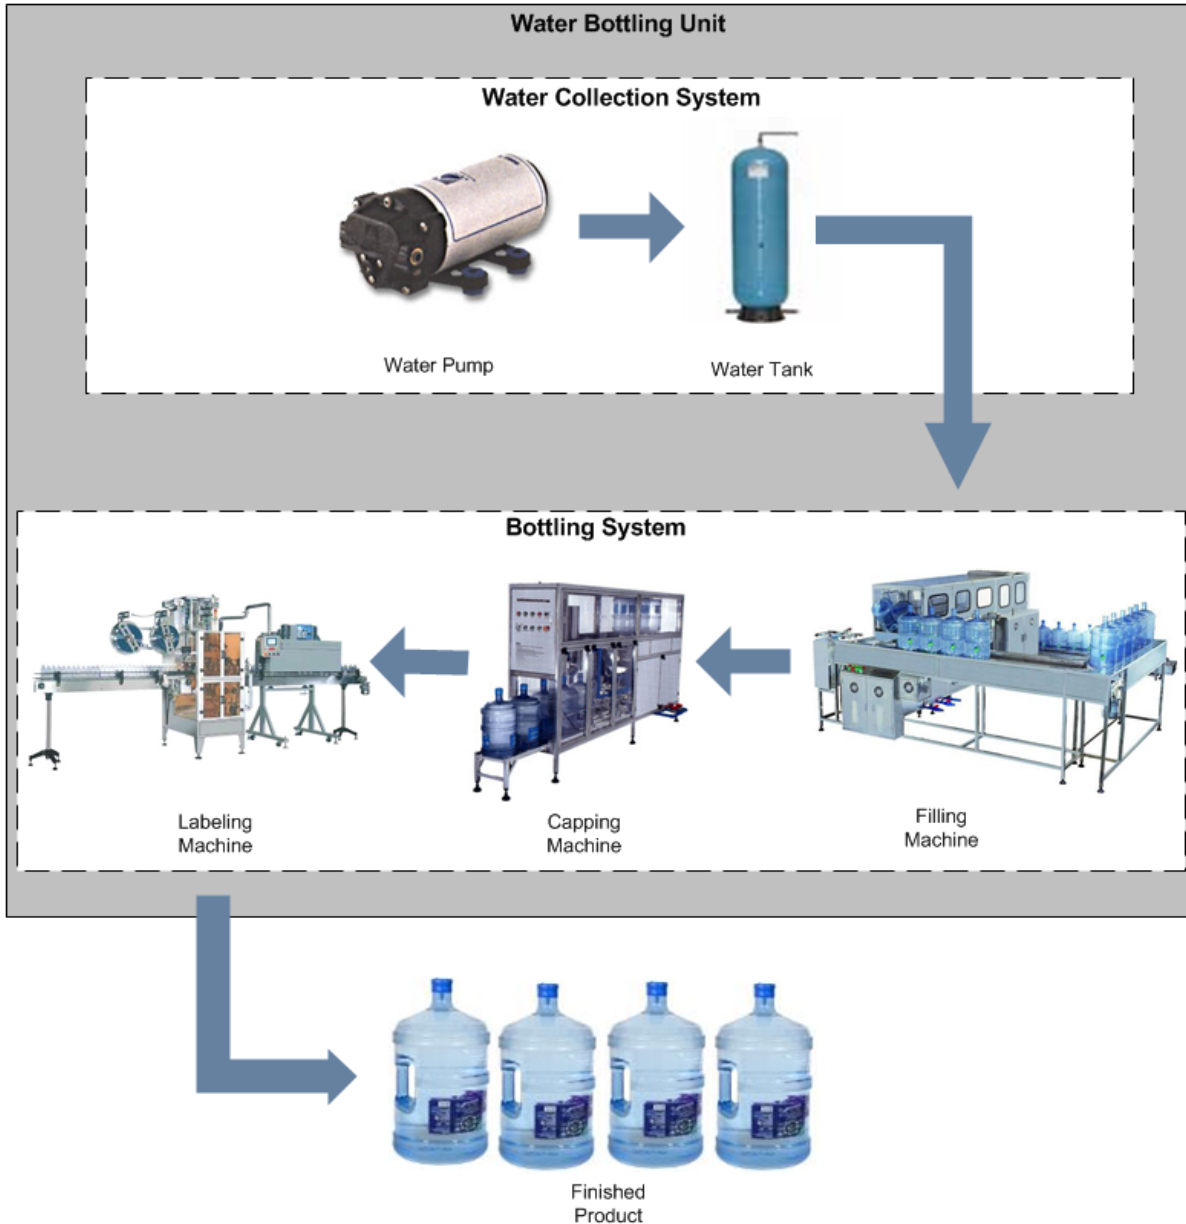 Water Bottling Unit
Water Collection System
Water Pump
Water Tank
Bottling System
Labeling
Machine
Capping
Machine
Filling
Machine
Finished
Product